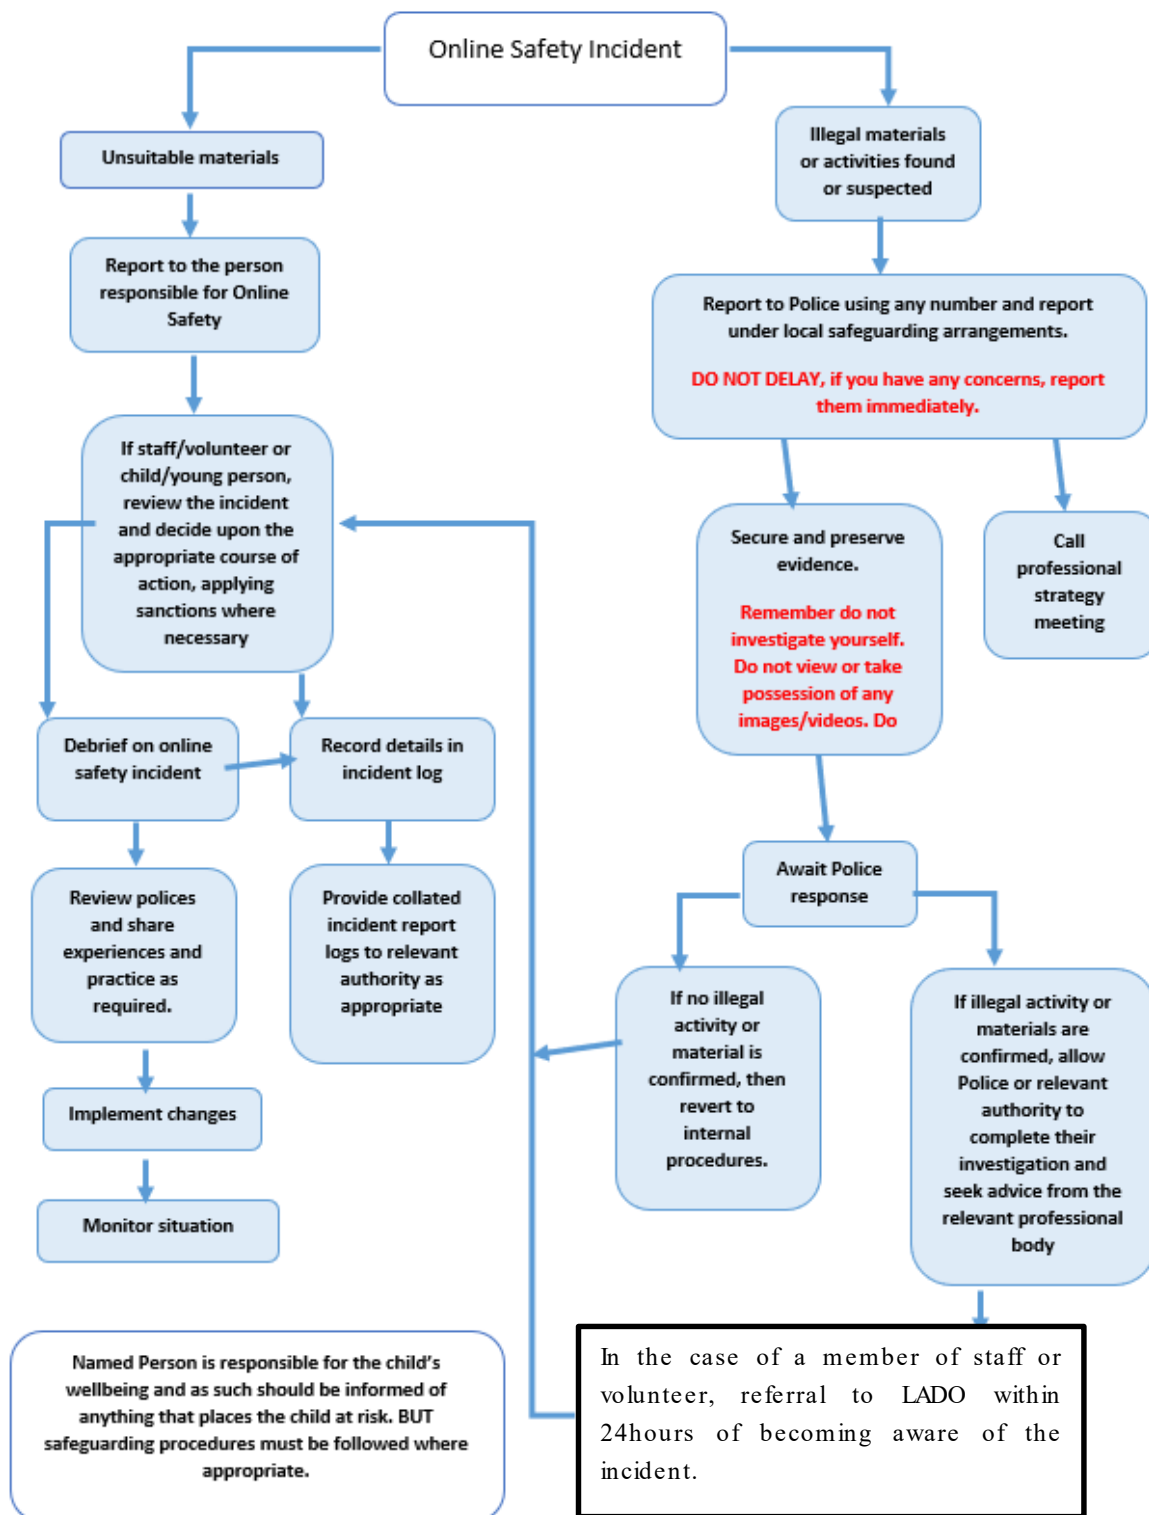 Online Safety Incident
Unsuitable materials
Illegal materials
or activities found
or suspected
Report to the person
responsible for Online
Safety
Report to Police using any number and report
under local safeguarding arrangements.
DO NOT DELAY, if you have any concerns, report
them immediately.
If staff/volunteer or
child/young person,
review the incident
and decide upon the
appropriate course of
action, applying
sanctions where
necessary
Secure and preserve
evidence.
Remember do not
investigate yourself.
Do not view or take
possession of any
images/videos. Do
Call
professional
strategy
meeting
Debrief on online
safety incident
Record details in
incident log
Await Police
response
Review polices
and share
experiences and
practice as
required.
Provide collated
incident report
logs to relevant
authority as
appropriate
If no illegal
activity or
material is
confirmed, then
revert to
internal
procedures.
If illegal activity or
materials are
confirmed, allow
Police or relevant
authority to
complete their
investigation and
seek advice from the
relevant professional
body
Implement changes
Monitor situation
Named Person is responsible for the child's
wellbeing and as such should be informed of
anything that places the child at risk. BUT
safeguarding procedures must be followed where
appropriate.
In the case of a member of staff or
volunteer, referral to LADO within
24hours of becoming aware of the
incident.